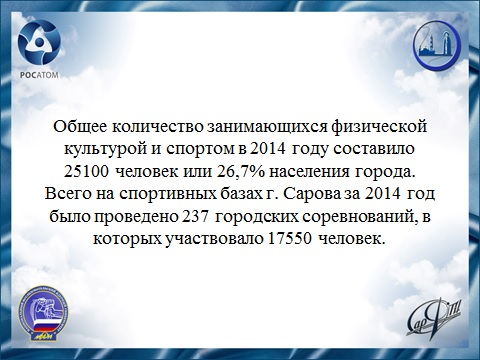 РОСАТОМ
Общее количество занимающихся физической
культурой и спортом в 2014 году составило
25100 человек или 26,7% населения города.
Всего на спортивных базах г. Сарова за 2014 год
было проведено 237 городских соревнований, в
которых участвовало 17550 человек.